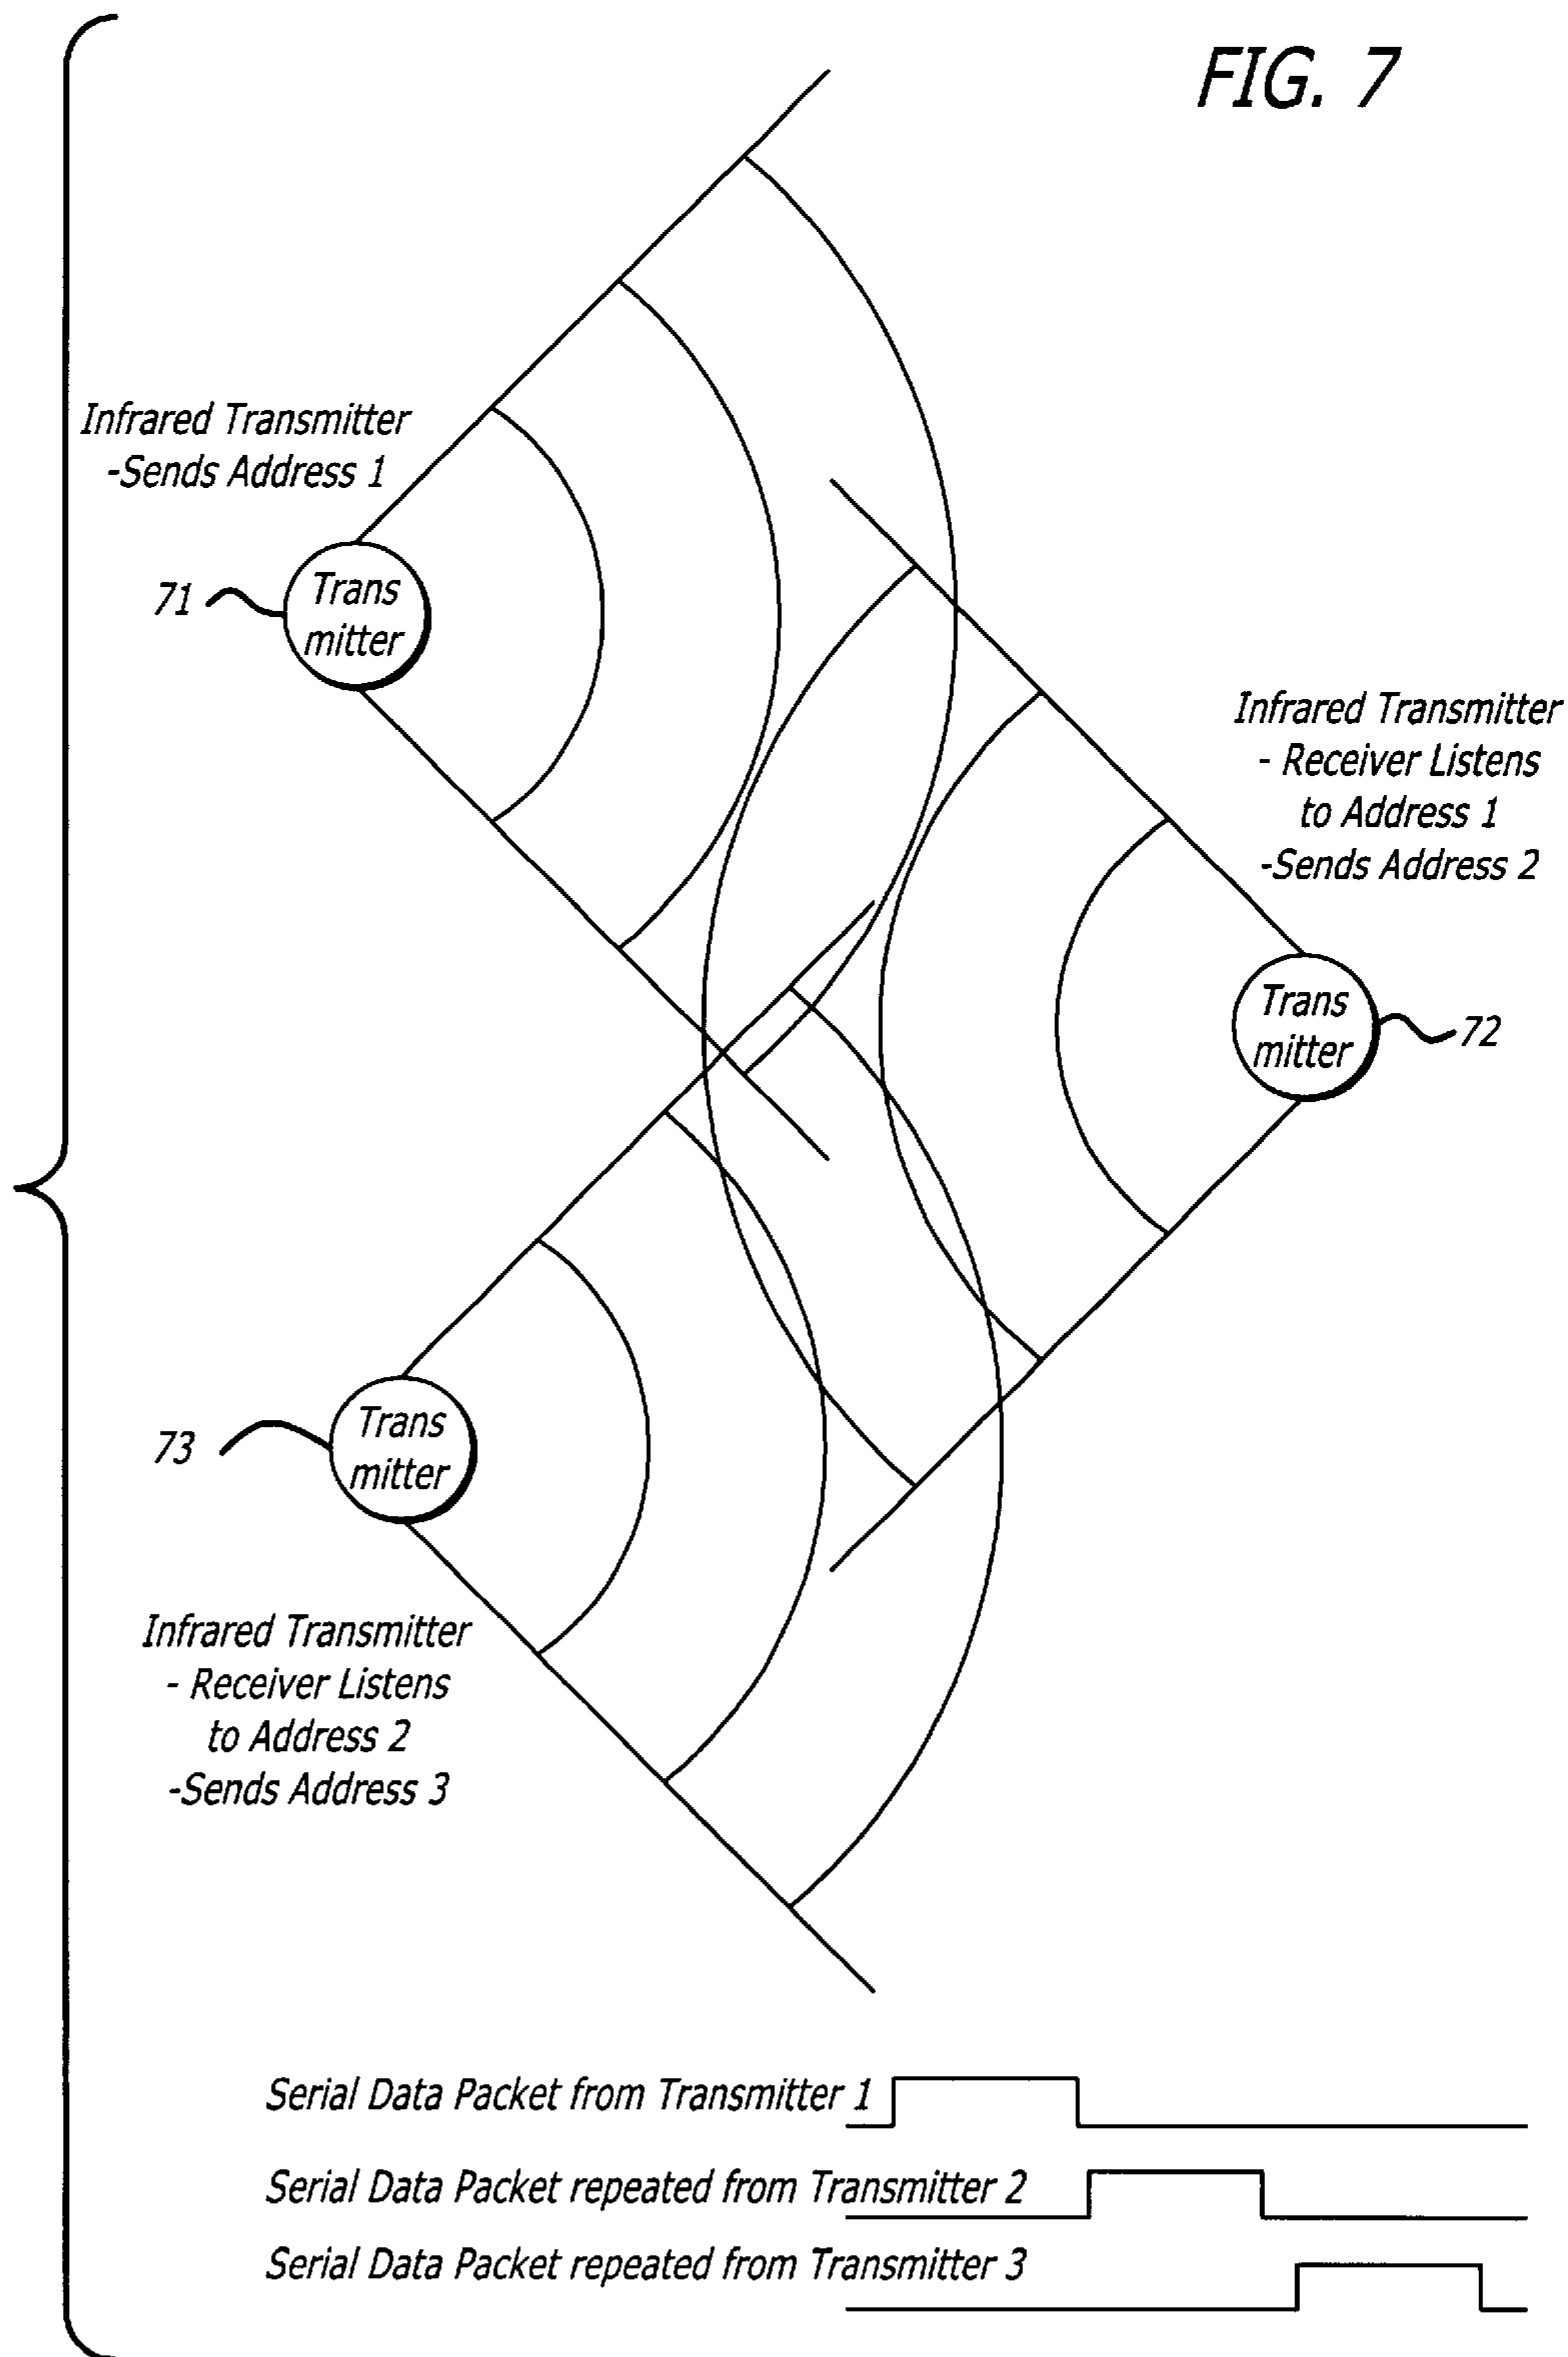 FIG. 7
Infrared Transmitter
-Sends Address 1
71
Trans
mitter
Infrared Transmitter
- Receiver Listens
to Address 1
-Sends Address 2
Trans
mitter
72
73
Trans
mitter
Infrared Transmitter
- Receiver Listens
to Address 2
-Sends Address 3
Serial Data Packet from Transmitter 1
Serial Data Packet repeated from Transmitter 2
Serial Data Packet repeated from Transmitter 3